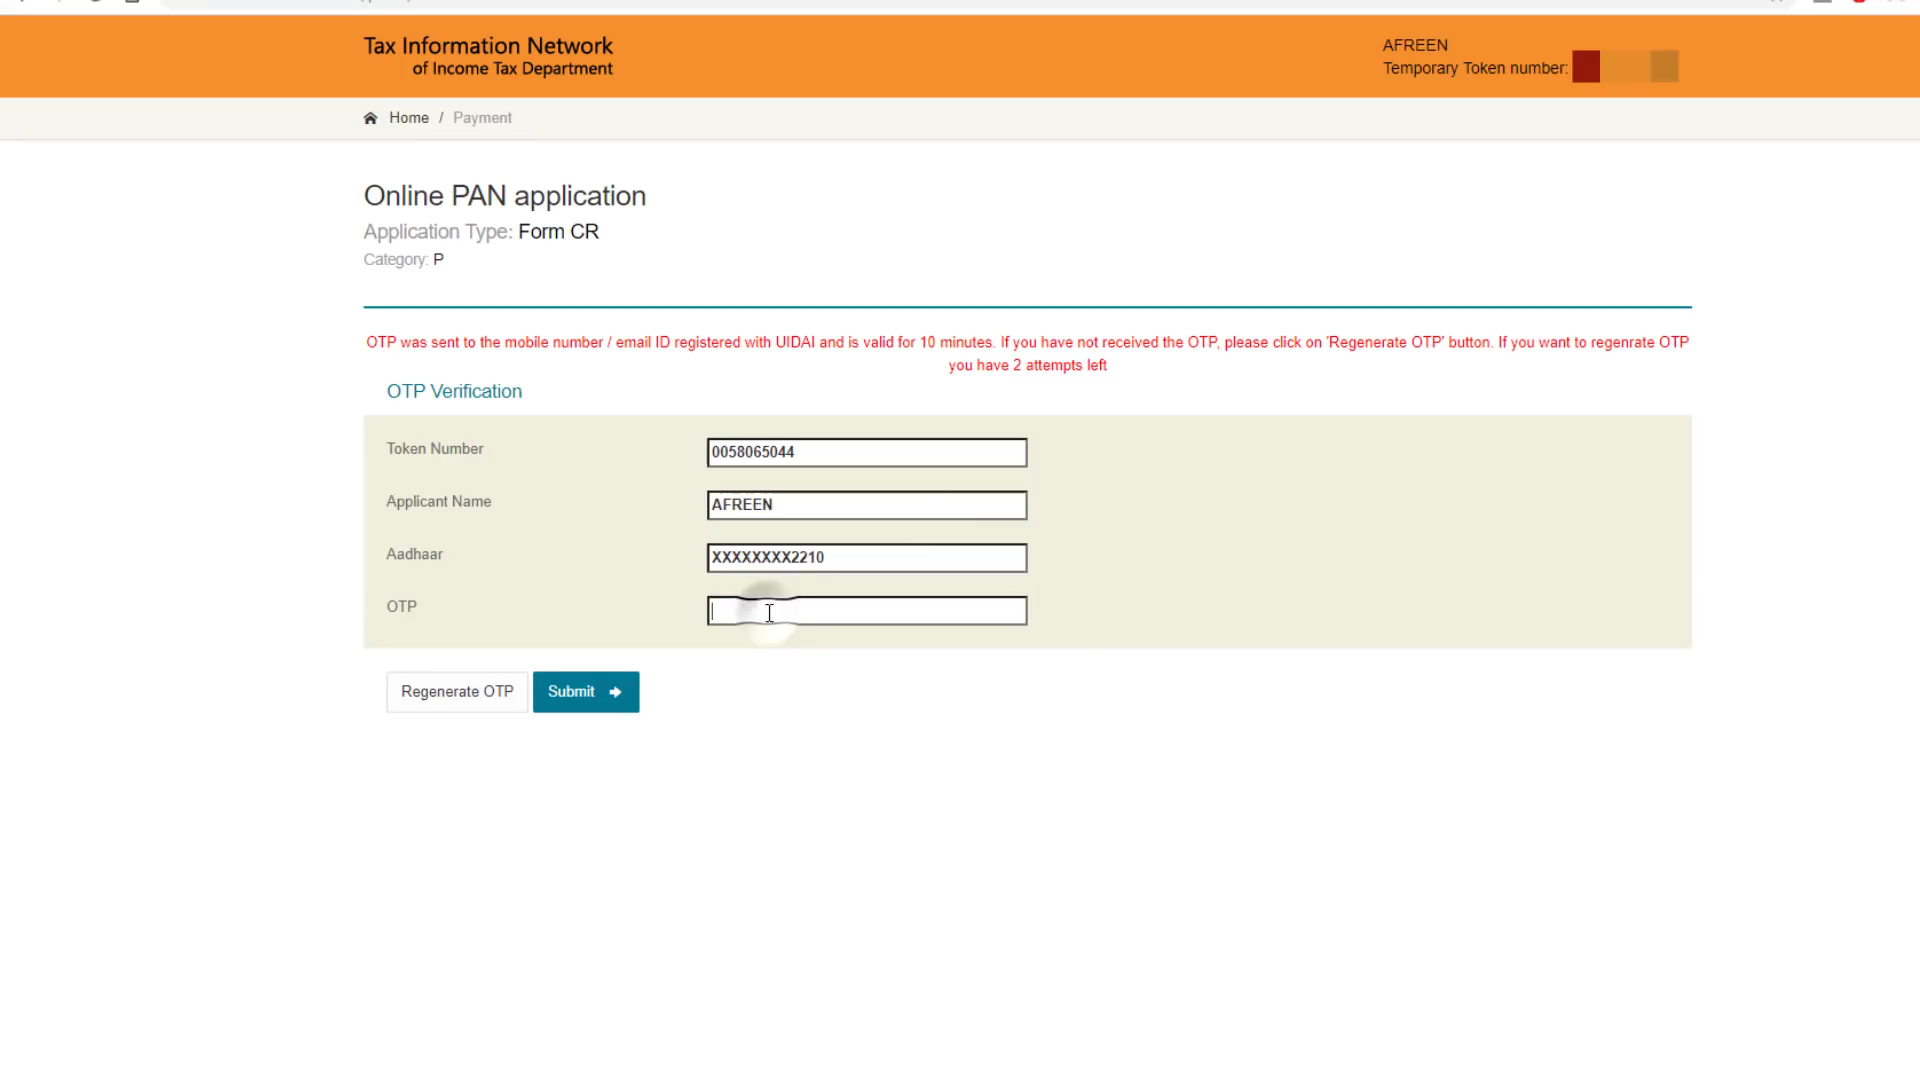 Tax Information Network
of Income Tax Department
AFREEN
Temporary Token number:
Home / Payment
Online PAN application
Application Type: Form CR
Category: P
OTP was sent to the mobile number / email ID registered with UIDAI and is valid for 10 minutes. If you have not received the OTP, please click on 'Regenerate OTP' button. If you want to regenrate OTP
you have 2 attempts left
OTP Verification
Token Number 0058065044
Applicant Name AFREEN
Aadhaar XXXXXXXX2210
OTP
Regenerate OTP Submit